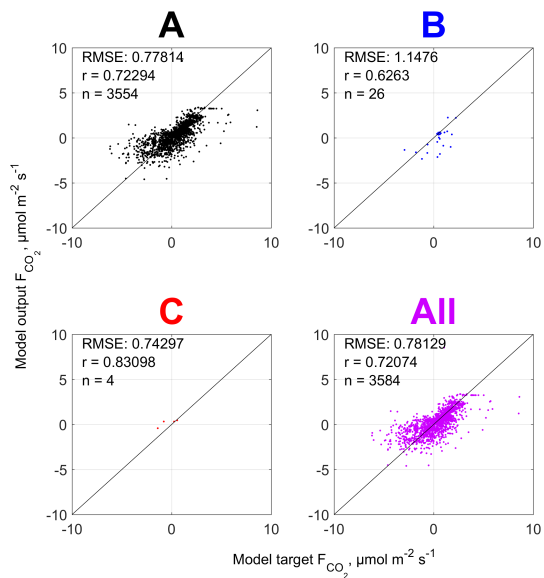 A
RMSE: 0.77814
r = 0.72294
n = 3554
10
5
0
-5
-10
-10
0
10
B
RMSE: 1.1476
r = 0.6263
n = 26
10
5
0
-5
-10
-10
0
10
Model output F_CO_2, µmol m^-2 s^-1
C
RMSE: 0.74297
r = 0.83098
n = 4
10
5
0
-5
-10
-10
0
10
All
RMSE: 0.78129
r = 0.72074
n = 3584
10
5
0
-5
-10
-10
0
10
Model target F_CO_2, µmol m^-2 s^-1